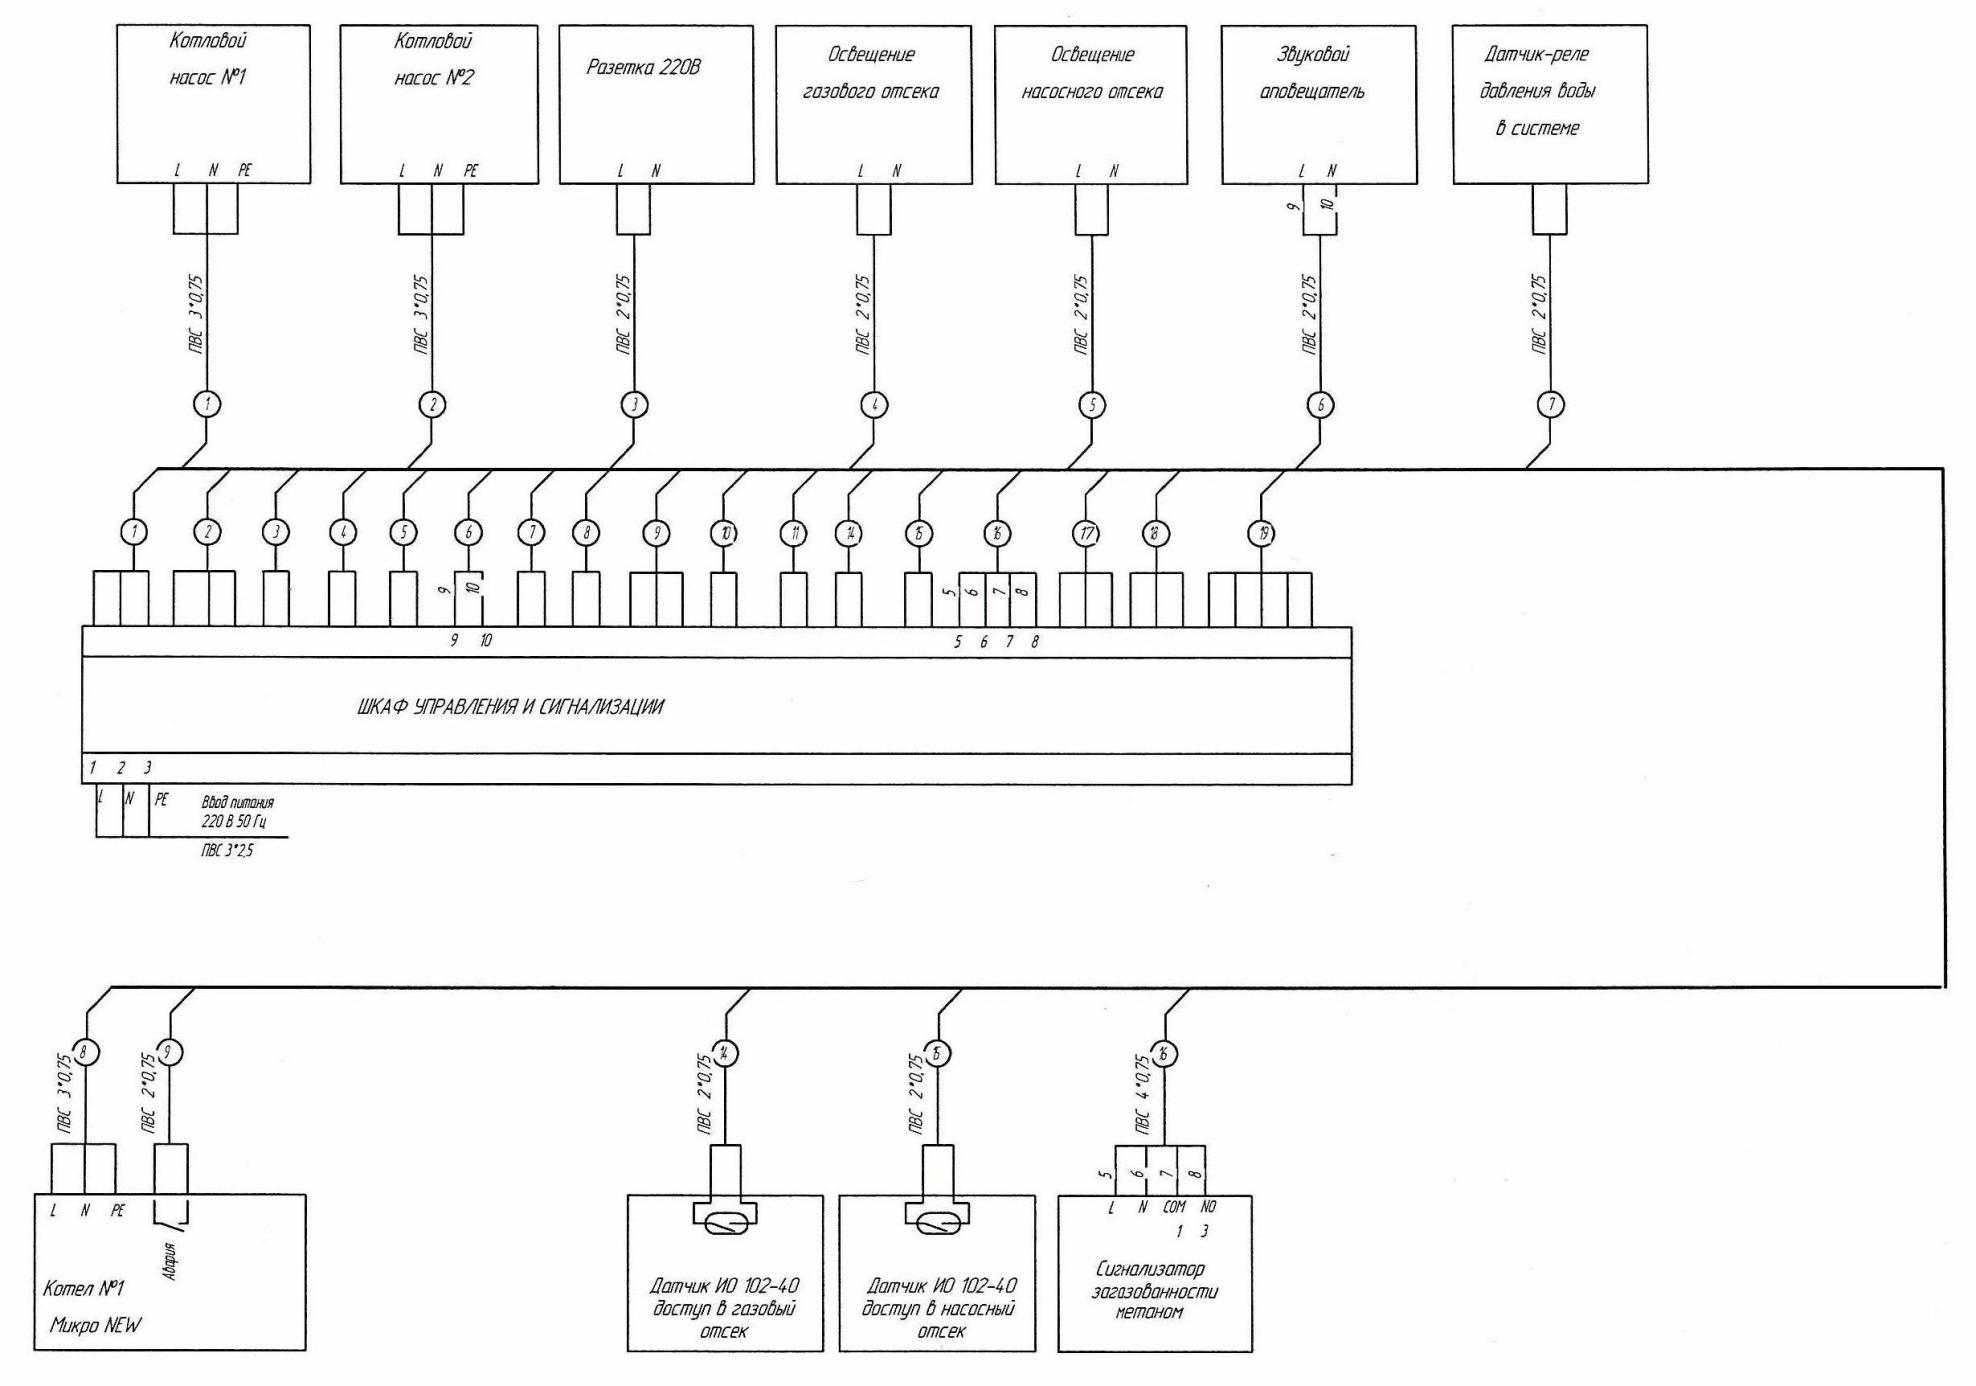 Котловой
насос №1
L N PE
Котловой
насос №2
L N PE
Разетка 220В
L N
Освещение
газового отсека
L N
Освещение
насосного отсека
L N
Звуковой
аповещатель
L N
9 10
Датчик-реле
давления воды
в системе
ПВС 3*0,75
ПВС 3*0,75
ПВС 2*0,75
ПВС 2*0,75
ПВС 2*0,75
ПВС 2*0,75
ПВС 2*0,75
1 2 3 4 5 6 7
1 2 3 4 5 6 7 8 9 10 11 14 15 16 17 18 19
9 10 5 6 7 8
9 10 5 6 7 8
ШКАФ УПРАВЛЕНИЯ И СИГНАЛИЗАЦИИ
1 2 3
L N PE
Ввод питания
220 В 50 Гц
ПВС 3*2,5
8 9 14 15 16
ПВС 3*0,75
ПВС 2*0,75
ПВС 2*0,75
ПВС 2*0,75
ПВС 4*0,75
L N PE
Авария
Котел №1
Микро NEW
Датчик ИО 102-40
доступ в газовый
отсек
Датчик ИО 102-40
доступ в насосный
отсек
5 6 7 8
L N COM NO
1 3
Сигнализатор
загазованности
метаном